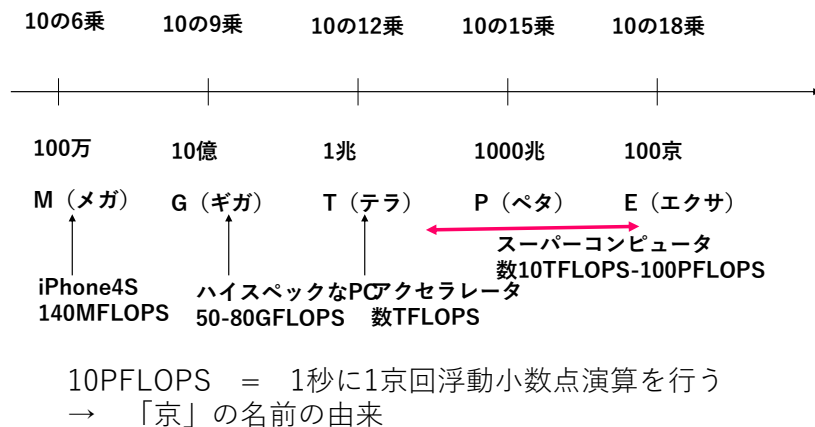 10の6乗 10の9乗 10の12乗 10の15乗 10の18乗
100万 10億 1兆 1000兆 100京
M（メガ） G（ギガ） T（テラ） P（ペタ） E（エクサ）
スーパーコンピュータ
数10TFLOPS-100PFLOPS
iPhone4S
140MFLOPS
ハイスペックなPC
50-80GFLOPS
アクセラレータ
数TFLOPS
10PFLOPS　=　1秒に1京回浮動小数点演算を行う
→　「京」の名前の由来